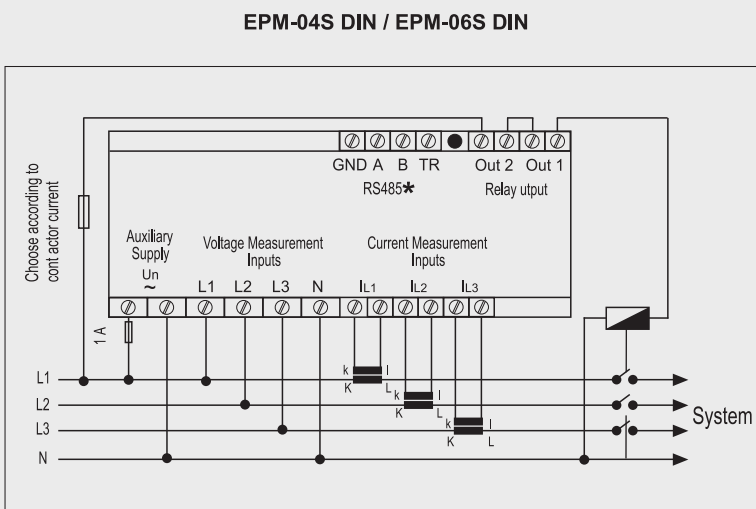 EPM-04S DIN / EPM-06S DIN
GND A B TR Out 2 Out 1
RS485* Relay utput
Choose according to
cont actor current
Auxiliary
Supply
Un
~
Voltage Measurement
Inputs
Current Measurement
Inputs
L1 L2 L3 N IL1 IL2 IL3
1 A
k l
L1
K L
k l
L2
K L
k l
L3
K L
N
System